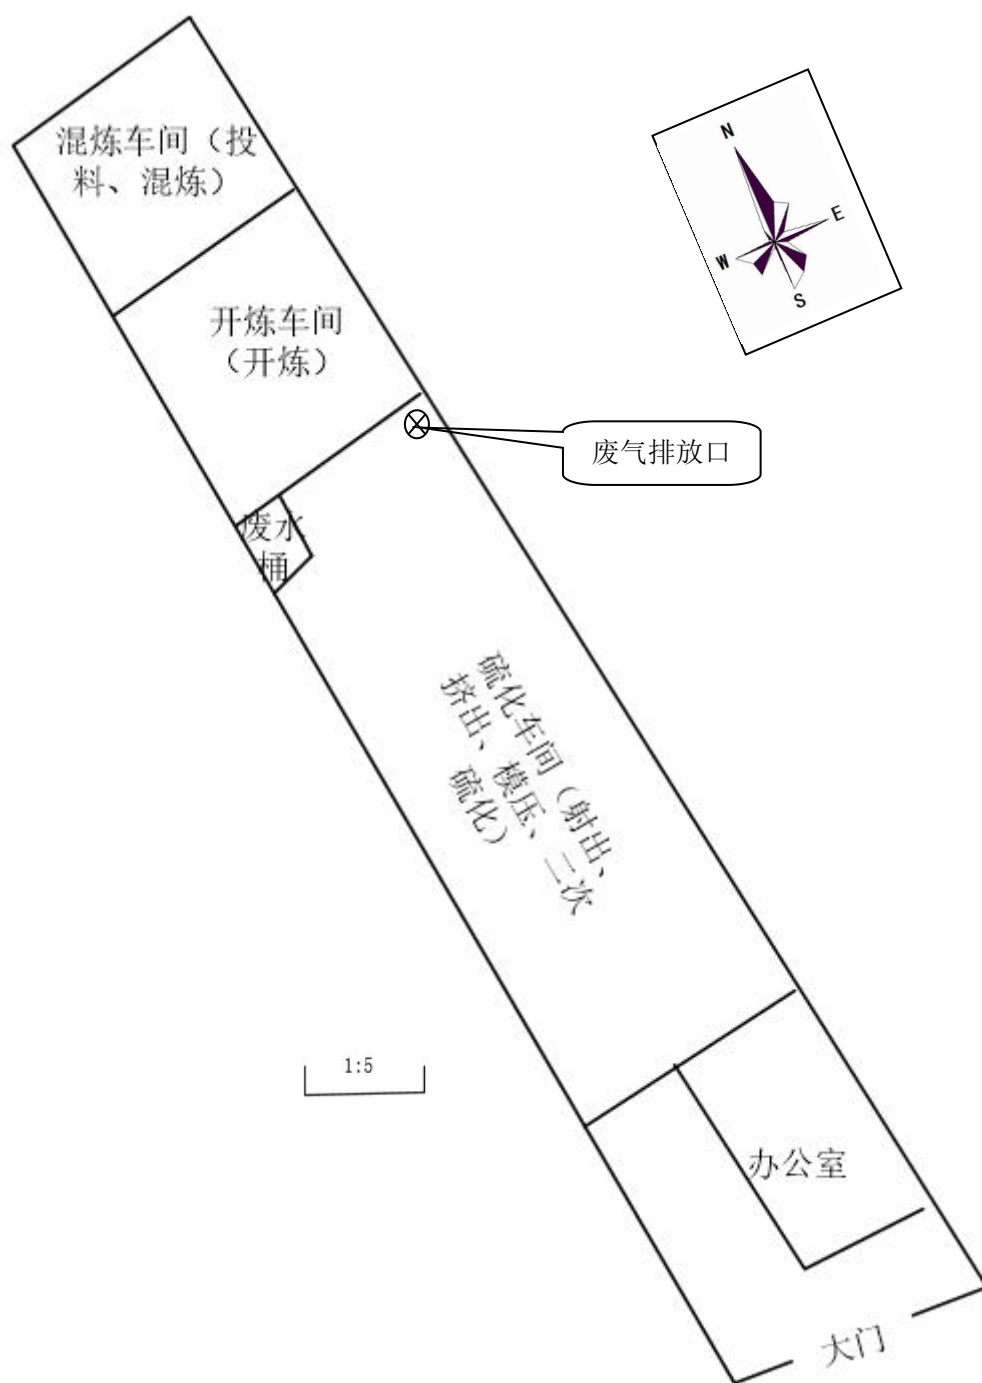 混炼车间（投
料、混炼）
N
E
W
S
开炼车间
（开炼）
废气排放口
废水
桶
硫化车间（射出、
挤出、模压、二次
硫化）
1:5
办公室
大门